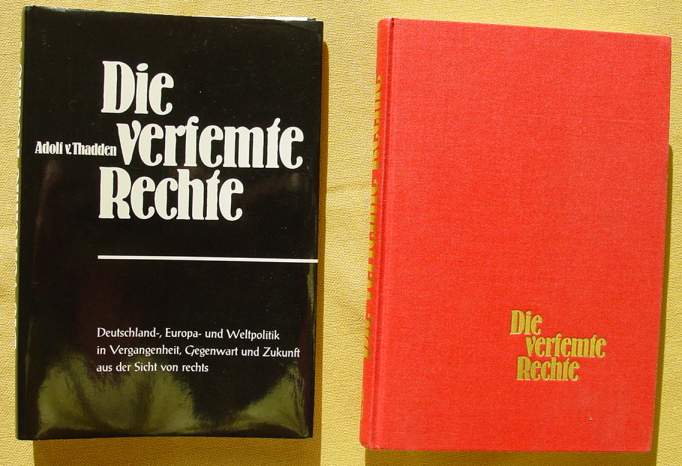 Die
Adolf v. Thadden verfemte
Rechte
Deutschland-, Europa- und Weltpolitik
in Vergangenheit, Gegenwart und Zukunft
aus der Sicht von rechts
Die
verfemte
Rechte